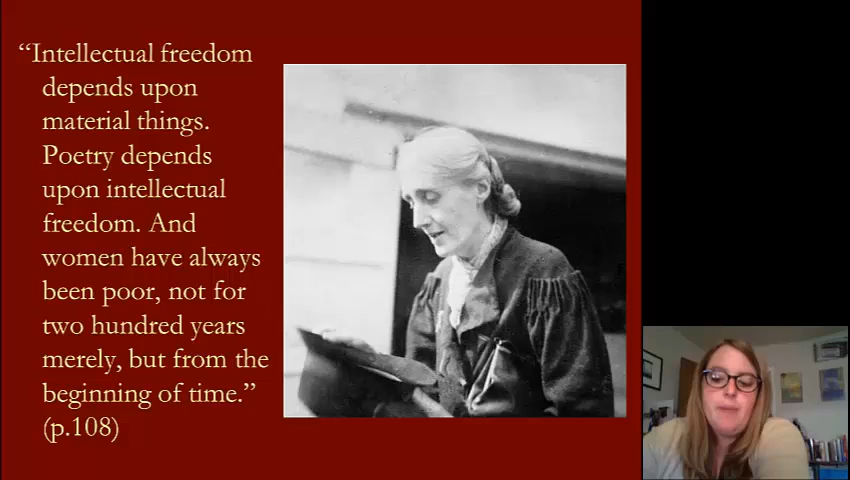 “Intellectual freedom
depends upon
material things.
Poetry depends
upon intellectual
freedom. And
women have always
been poor, not for
two hundred years
merely, but from the
beginning of time.”
(p.108)